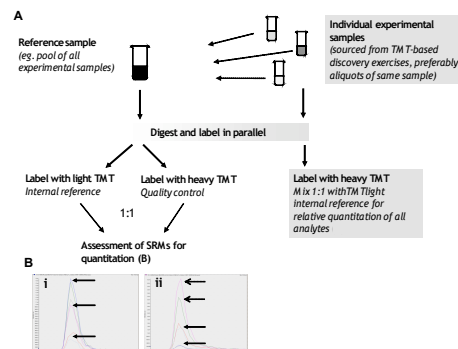 A
Reference sample
(eg. pool of all
experimental samples)
Individual experimental
samples
(sourced from TMT-based
discovery exercises, preferably
aliquots of same sample)
Digest and label in parallel
Label with light TMT
Internal reference
Label with heavy TMT
Quality control
1:1
Label with heavy TMT
Mix 1:1 with TMT light
internal reference for
relative quantitation of all
analytes
Assessment of SRMs for
quantitation (B)
B
i
ii